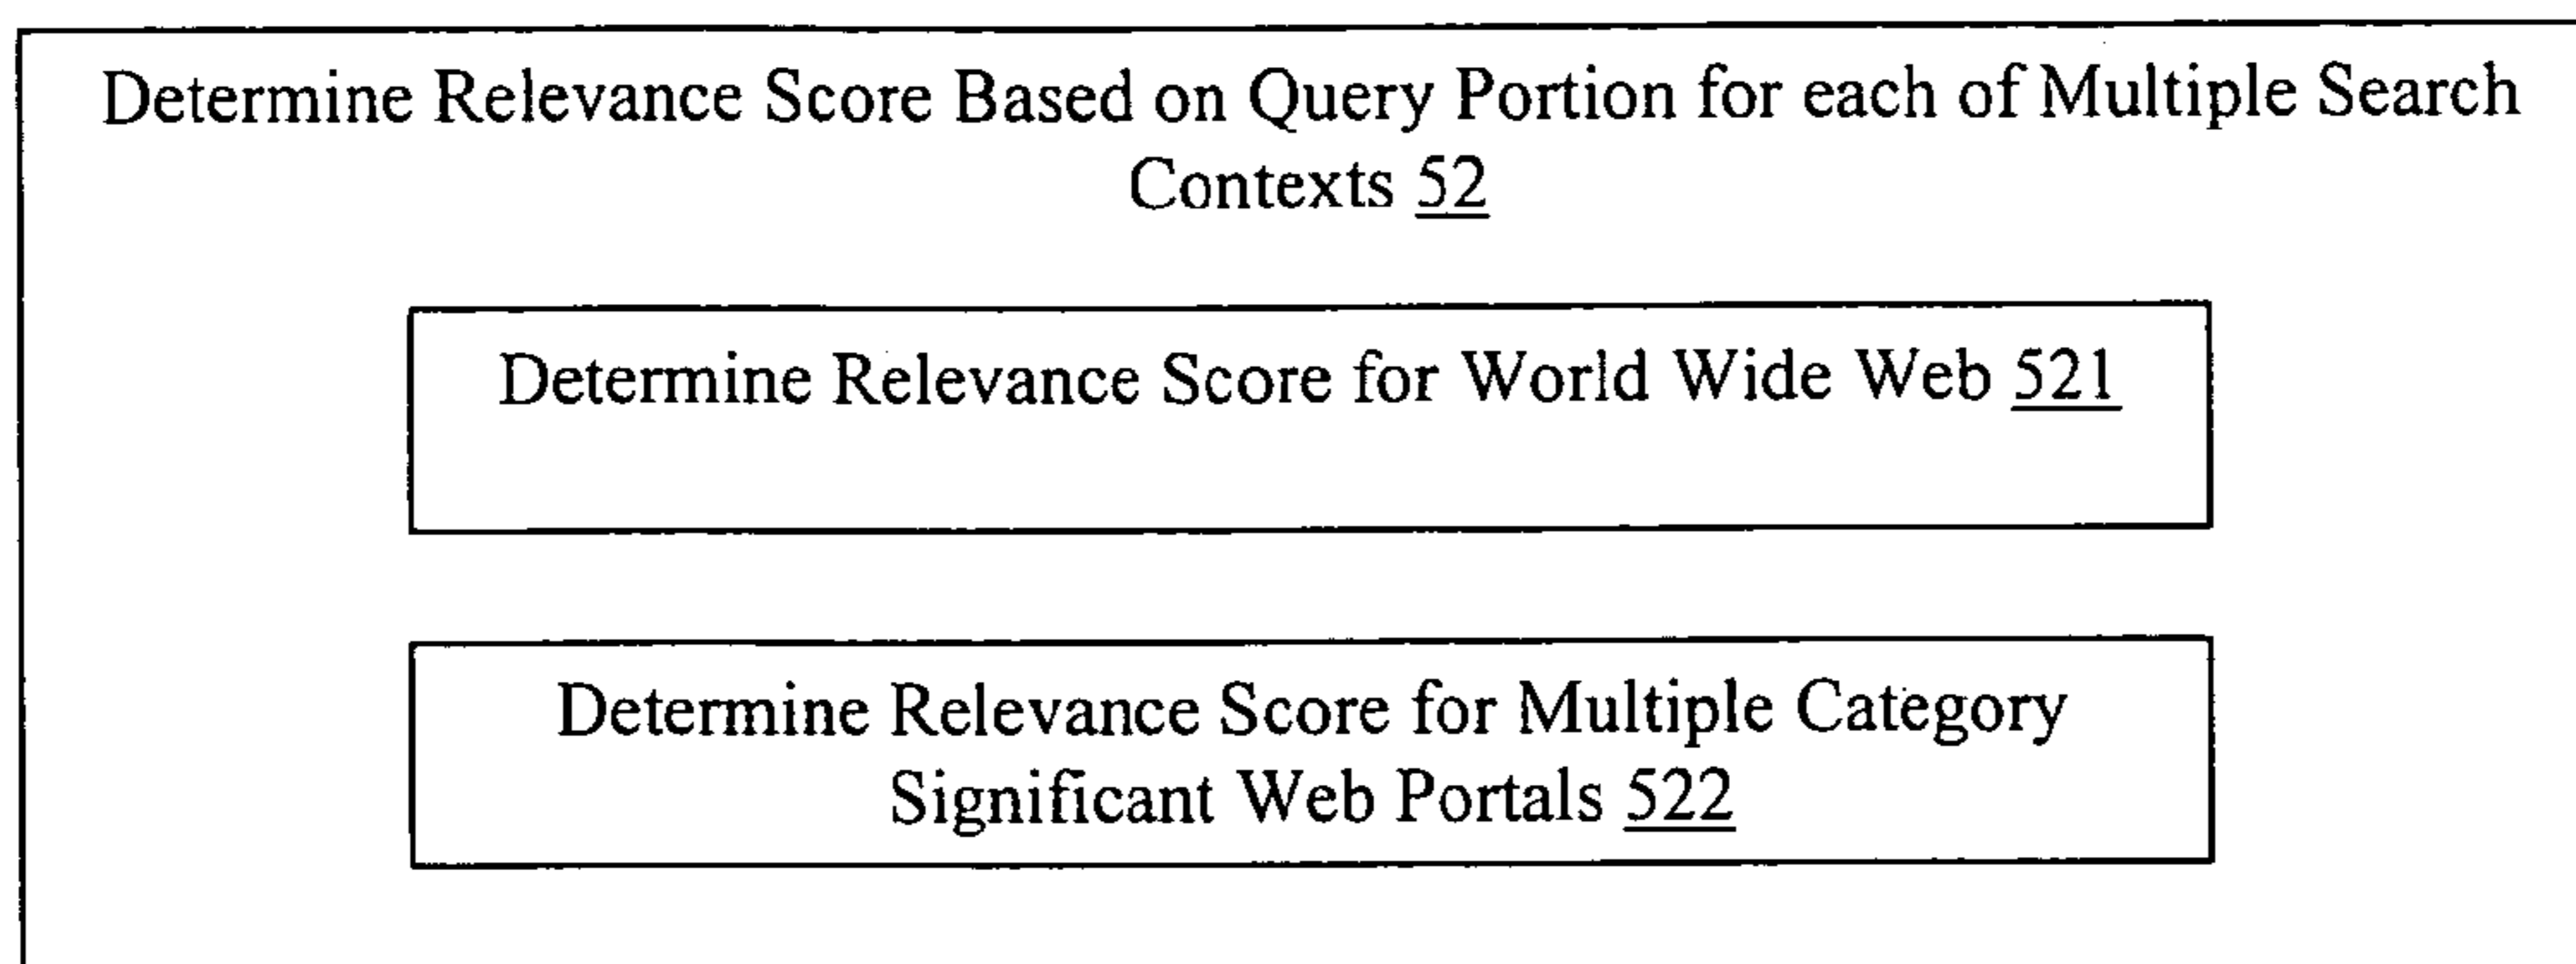 Determine Relevance Score Based on Query Portion for each of Multiple Search
Contexts 52
Determine Relevance Score for World Wide Web 521
Determine Relevance Score for Multiple Category
Significant Web Portals 522